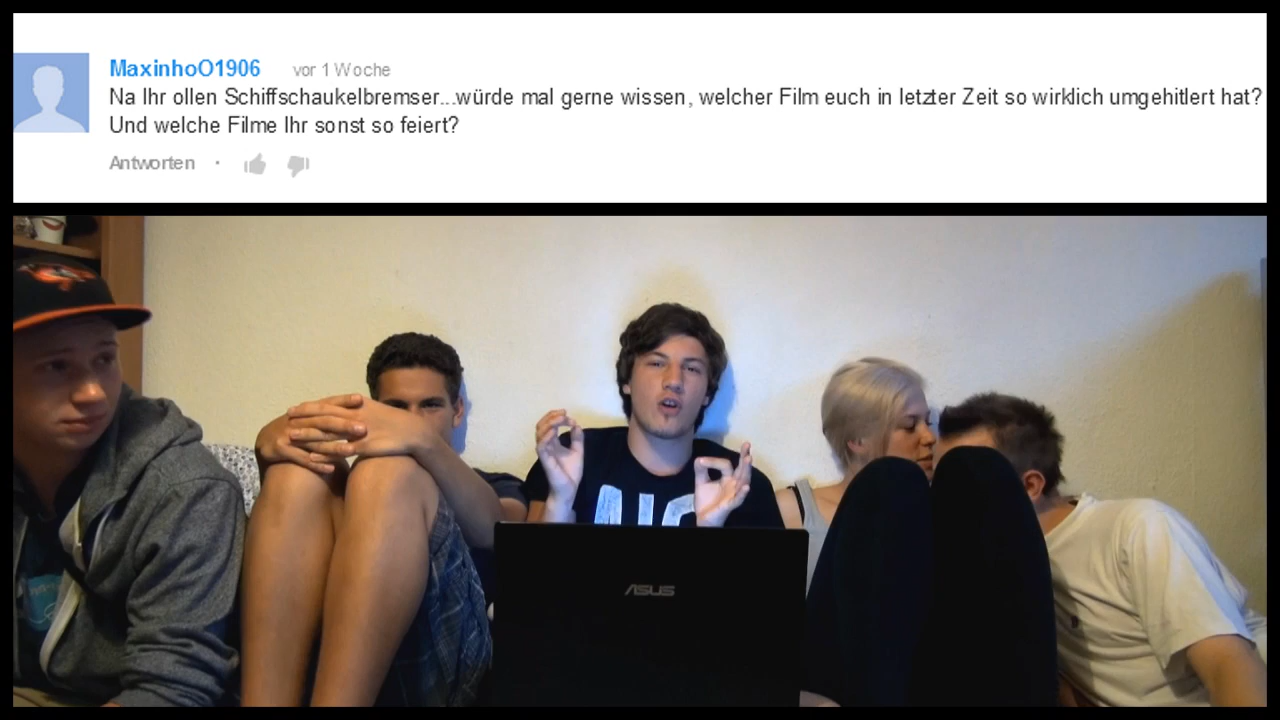 MaxinhoO1906 vor 1 Woche
Na Ihr ollen Schiffschaukelbremser...würde mal gerne wissen, welcher Film euch in letzter Zeit so wirklich umgehitlert hat?
Und welche Filme Ihr sonst so feiert?
Antworten ·
ASUS